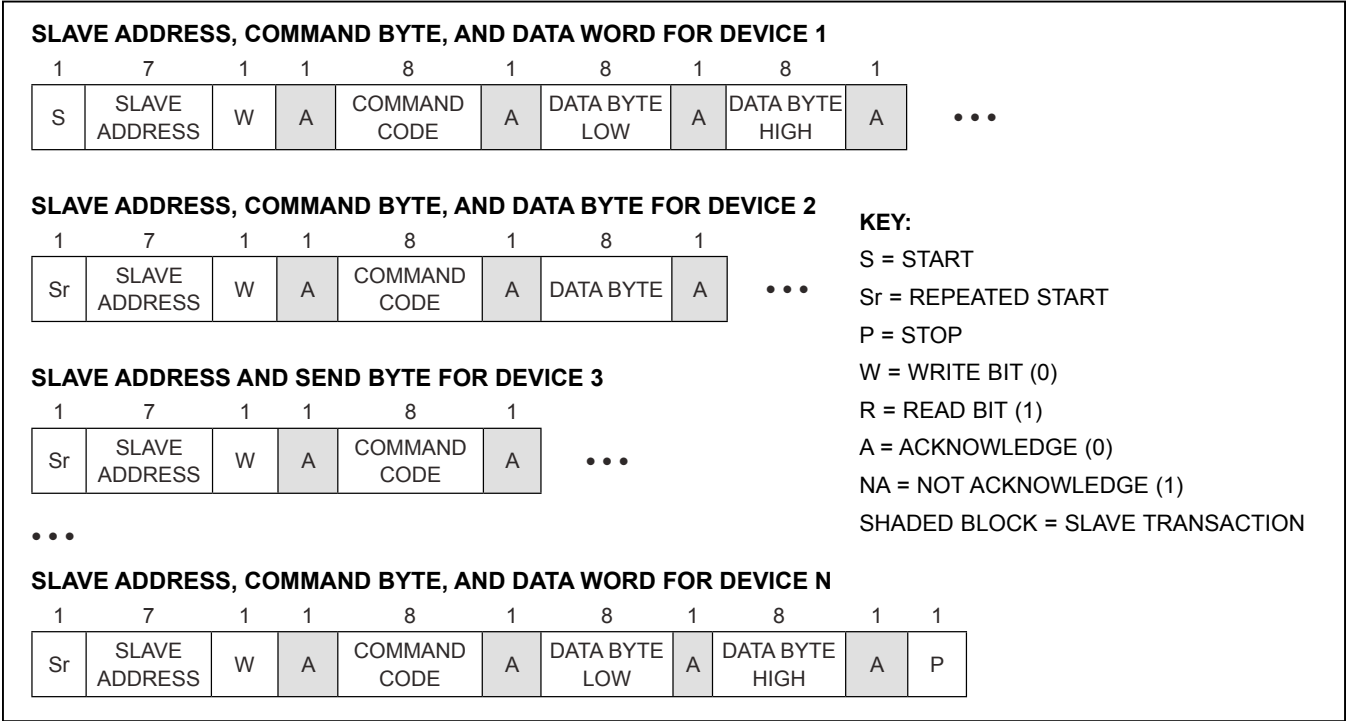 SLAVE ADDRESS, COMMAND BYTE, AND DATA WORD FOR DEVICE 1
1 7 1 1 8 1 8 1 8 1
S SLAVE ADDRESS W A COMMAND CODE A DATA BYTE LOW A DATA BYTE HIGH A •••
SLAVE ADDRESS, COMMAND BYTE, AND DATA BYTE FOR DEVICE 2
1 7 1 1 8 1 8 1
Sr SLAVE ADDRESS W A COMMAND CODE A DATA BYTE A •••
SLAVE ADDRESS AND SEND BYTE FOR DEVICE 3
1 7 1 1 8 1
Sr SLAVE ADDRESS W A COMMAND CODE A •••
•••
SLAVE ADDRESS, COMMAND BYTE, AND DATA WORD FOR DEVICE N
1 7 1 1 8 1 8 1 8 1 1
Sr SLAVE ADDRESS W A COMMAND CODE A DATA BYTE LOW A DATA BYTE HIGH A P
KEY:
S = START
Sr = REPEATED START
P = STOP
W = WRITE BIT (0)
R = READ BIT (1)
A = ACKNOWLEDGE (0)
NA = NOT ACKNOWLEDGE (1)
SHADED BLOCK = SLAVE TRANSACTION